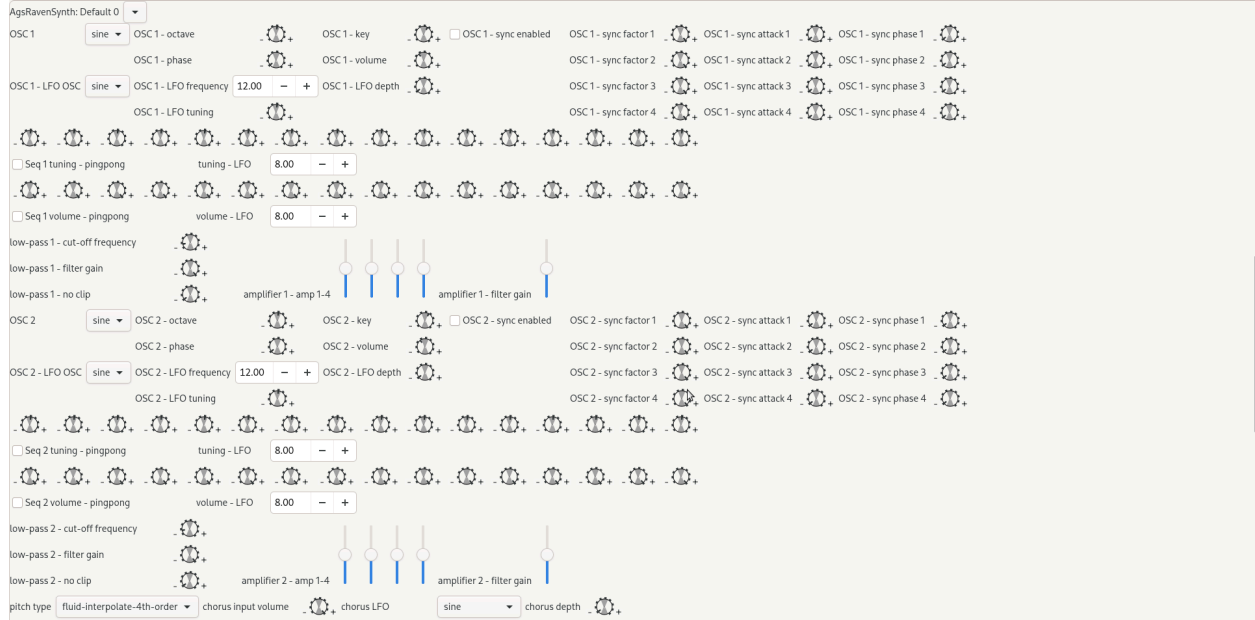 AgsRavenSynth: Default 0
OSC 1 sine OSC 1 - octave OSC 1 - key OSC 1 - sync enabled OSC 1 - sync factor 1 OSC 1 - sync attack 1 OSC 1 - sync phase 1
OSC 1 - phase OSC 1 - volume OSC 1 - sync factor 2 OSC 1 - sync attack 2 OSC 1 - sync phase 2
OSC 1 - LFO OSC sine OSC 1 - LFO frequency 12.00 − + OSC 1 - LFO depth OSC 1 - sync factor 3 OSC 1 - sync attack 3 OSC 1 - sync phase 3
OSC 1 - LFO tuning OSC 1 - sync factor 4 OSC 1 - sync attack 4 OSC 1 - sync phase 4
Seq 1 tuning - pingpong tuning - LFO 8.00 − +
Seq 1 volume - pingpong volume - LFO 8.00 − +
low-pass 1 - cut-off frequency
low-pass 1 - filter gain
low-pass 1 - no clip amplifier 1 - amp 1-4 amplifier 1 - filter gain
OSC 2 sine OSC 2 - octave OSC 2 - key OSC 2 - sync enabled OSC 2 - sync factor 1 OSC 2 - sync attack 1 OSC 2 - sync phase 1
OSC 2 - phase OSC 2 - volume OSC 2 - sync factor 2 OSC 2 - sync attack 2 OSC 2 - sync phase 2
OSC 2 - LFO OSC sine OSC 2 - LFO frequency 12.00 − + OSC 2 - LFO depth OSC 2 - sync factor 3 OSC 2 - sync attack 3 OSC 2 - sync phase 3
OSC 2 - LFO tuning OSC 2 - sync factor 4 OSC 2 - sync attack 4 OSC 2 - sync phase 4
Seq 2 tuning - pingpong tuning - LFO 8.00 − +
Seq 2 volume - pingpong volume - LFO 8.00 − +
low-pass 2 - cut-off frequency
low-pass 2 - filter gain
low-pass 2 - no clip amplifier 2 - amp 1-4 amplifier 2 - filter gain
pitch type fluid-interpolate-4th-order chorus input volume chorus LFO sine chorus depth